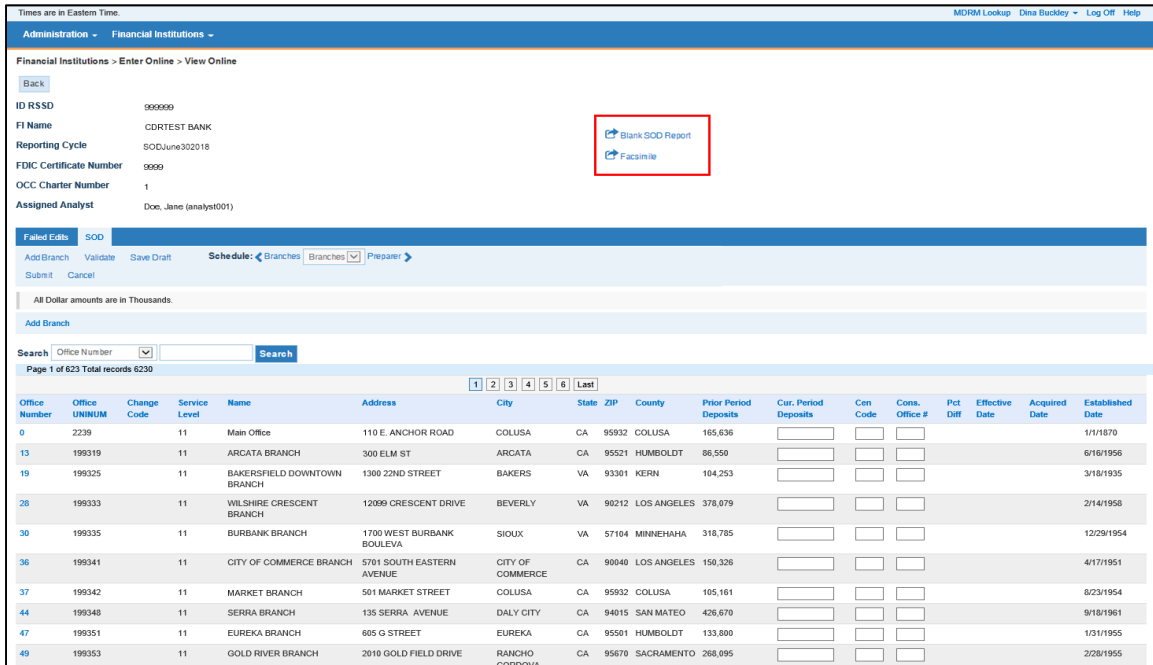 Times are in Eastern Time. MDRM Lookup Dina Buckley Log Off Help
Administration Financial Institutions
Financial Institutions > Enter Online > View Online
Back
ID RSSD 999999
FI Name CDRTEST BANK
Blank SOD Report
Reporting Cycle SODJune302018
Facsimile
FDIC Certificate Number 9999
OCC Charter Number 1
Assigned Analyst Doe, Jane (analyst001)
Failed Edits SOD
Add Branch Validate Save Draft Schedule: Branches Branches Preparer
Submit Cancel
All Dollar amounts are in Thousands.
Add Branch
Search Office Number Search
Page 1 of 623 Total records 6230
1 2 3 4 5 6 Last
Office Office Change Service Name Address City State ZIP County Prior Period Cur. Period Cen Cons. Pct Effective Acquired Established
Number UNINUM Code Level Deposits Deposits Code Office # Diff Date Date Date
0 2239 11 Main Office 110 E. ANCHOR ROAD COLUSA CA 95932 COLUSA 165,636 1/1/1870
13 199319 11 ARCATA BRANCH 300 ELM ST ARCATA CA 95521 HUMBOLDT 86,550 6/16/1956
19 199325 11 BAKERSFIELD DOWNTOWN 1300 22ND STREET BAKERS VA 93301 KERN 104,253 3/18/1935
BRANCH
28 199333 11 WILSHIRE CRESCENT 12099 CRESCENT DRIVE BEVERLY VA 90212 LOS ANGELES 378,079 2/14/1958
BRANCH
30 199335 11 BURBANK BRANCH 1700 WEST BURBANK SIOUX VA 57104 MINNEHAHA 318,785 12/29/1954
BOULEVA
36 199341 11 CITY OF COMMERCE BRANCH 5701 SOUTH EASTERN CITY OF CA 90040 LOS ANGELES 150,326 4/17/1951
AVENUE COMMERCE
37 199342 11 MARKET BRANCH 501 MARKET STREET COLUSA CA 95932 COLUSA 105,161 8/23/1954
44 199348 11 SERRA BRANCH 135 SERRA AVENUE DALY CITY CA 94015 SAN MATEO 426,670 9/18/1961
47 199351 11 EUREKA BRANCH 605 G STREET EUREKA CA 95501 HUMBOLDT 133,800 1/31/1955
49 199353 11 GOLD RIVER BRANCH 2010 GOLD FIELD DRIVE RANCHO CA 95670 SACRAMENTO 268,095 2/28/1955
CORDOVA